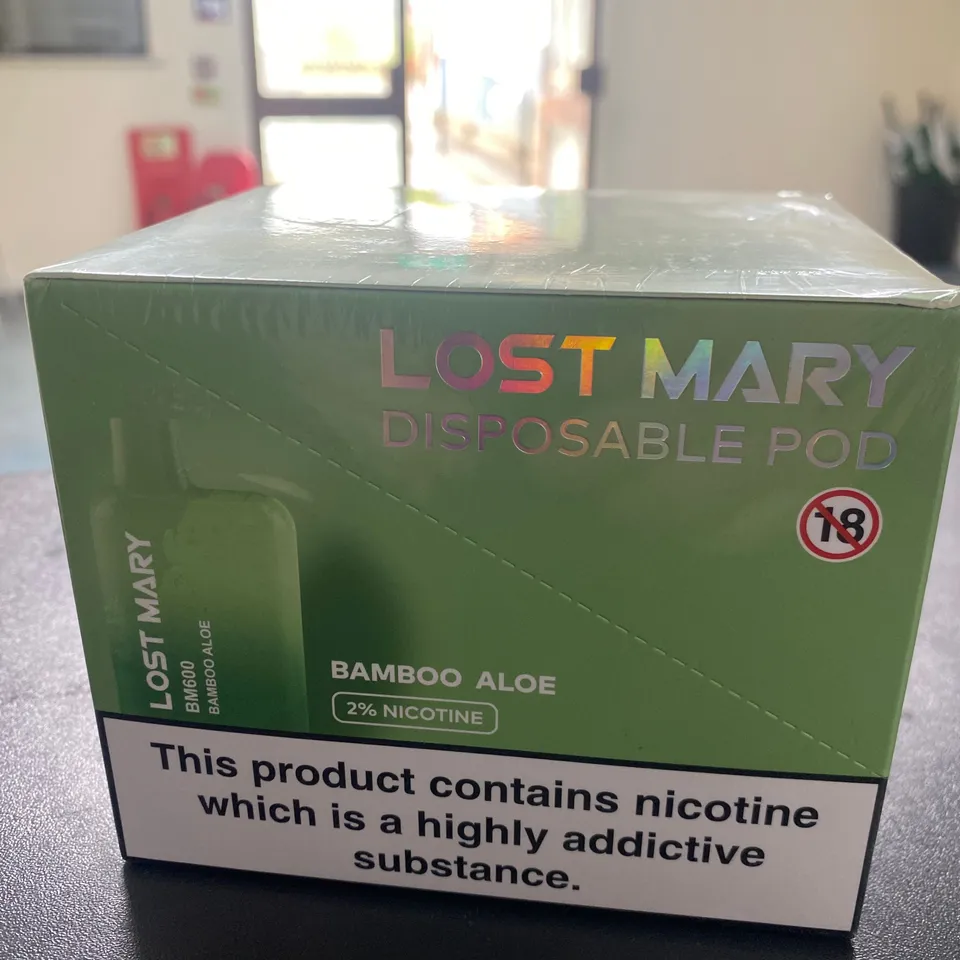 LOST MARY
DISPOSABLE POD
18
LOST MARY
BM600
BAMBOO ALOE
BAMBOO ALOE
2% NICOTINE
This product contains nicotine
which is a highly addictive
substance.